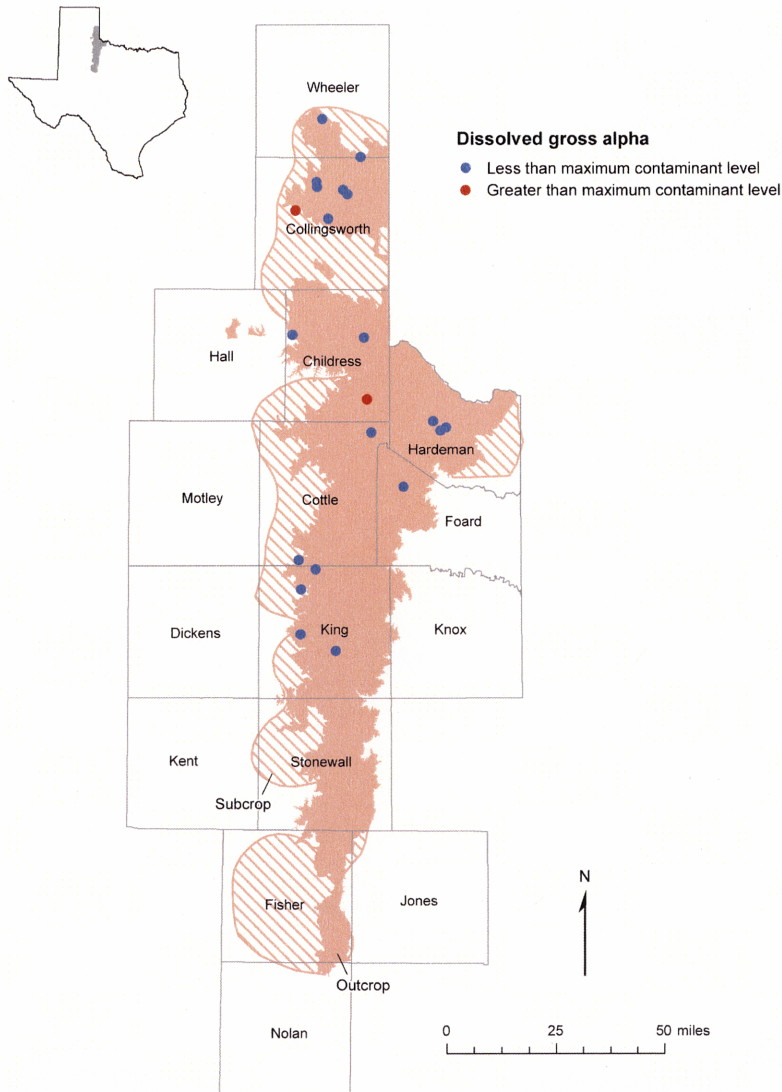 Wheeler
Dissolved gross alpha
Less than maximum contaminant level
Greater than maximum contaminant level
Collingsworth
Hall
Childress
Hardeman
Motley
Cottle
Foard
Dickens
King
Knox
Kent
Stonewall
Subcrop
N
Fisher
Jones
Outcrop
Nolan
0 25 50 miles